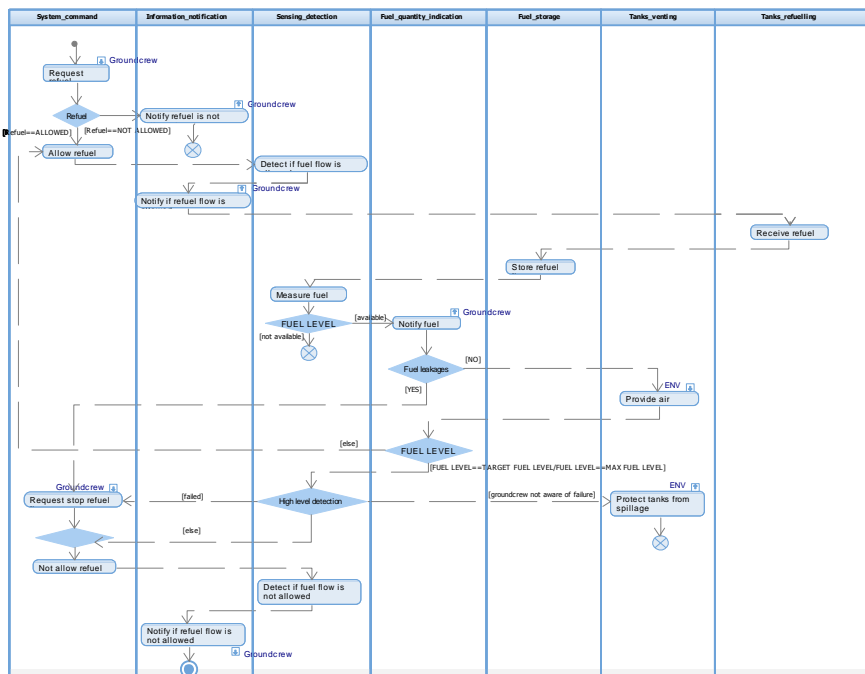 System_command
Information_notification
Sensing_detection
Fuel_quantity_indication
Fuel_storage
Tanks_venting
Tanks_refuelling
Groundcrew
Request
Groundcrew
Refuel
Notify refuel is not
[Refuel==ALLOWED]
[Refuel==NOT ALLOWED]
Allow refuel
Detect if fuel flow is
Groundcrew
Notify if refuel flow is
Receive refuel
Store refuel
Measure fuel
Groundcrew
[available]
FUEL LEVEL
Notify fuel
[not available]
[NO]
Fuel leakages
ENV
[YES]
Provide air
[else]
FUEL LEVEL
[FUEL LEVEL==TARGET FUEL LEVEL/FUEL LEVEL==MAX FUEL LEVEL]
Groundcrew
ENV
Request stop refuel
[failed]
High level detection
[groundcrew not aware of failure]
Protect tanks from
spillage
[else]
Not allow refuel
Detect if fuel flow is
not allowed
Notify if refuel flow is
not allowed
Groundcrew